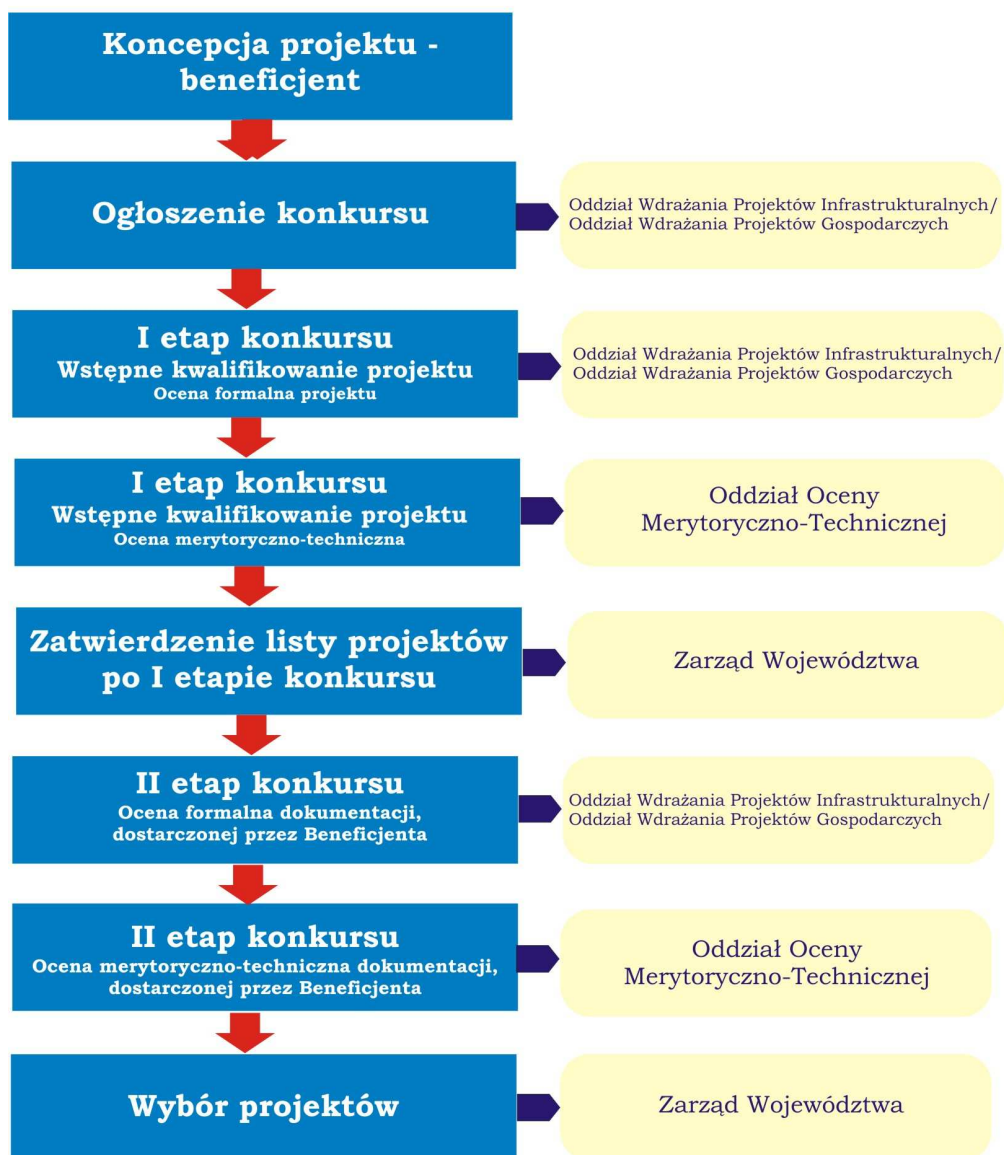 Koncepcja projektu -
beneficjent
Ogłoszenie konkursu
Oddział Wdrażania Projektów Infrastrukturalnych/
Oddział Wdrażania Projektów Gospodarczych
I etap konkursu
Wstępne kwalifikowanie projektu
Ocena formalna projektu
Oddział Wdrażania Projektów Infrastrukturalnych/
Oddział Wdrażania Projektów Gospodarczych
I etap konkursu
Wstępne kwalifikowanie projektu
Ocena merytoryczno-techniczna
Oddział Oceny
Merytoryczno-Technicznej
Zatwierdzenie listy projektów
po I etapie konkursu
Zarząd Województwa
II etap konkursu
Ocena formalna dokumentacji,
dostarczonej przez Beneficjenta
Oddział Wdrażania Projektów Infrastrukturalnych/
Oddział Wdrażania Projektów Gospodarczych
II etap konkursu
Ocena merytoryczno-techniczna dokumentacji,
dostarczonej przez Beneficjenta
Oddział Oceny
Merytoryczno-Technicznej
Wybór projektów
Zarząd Województwa